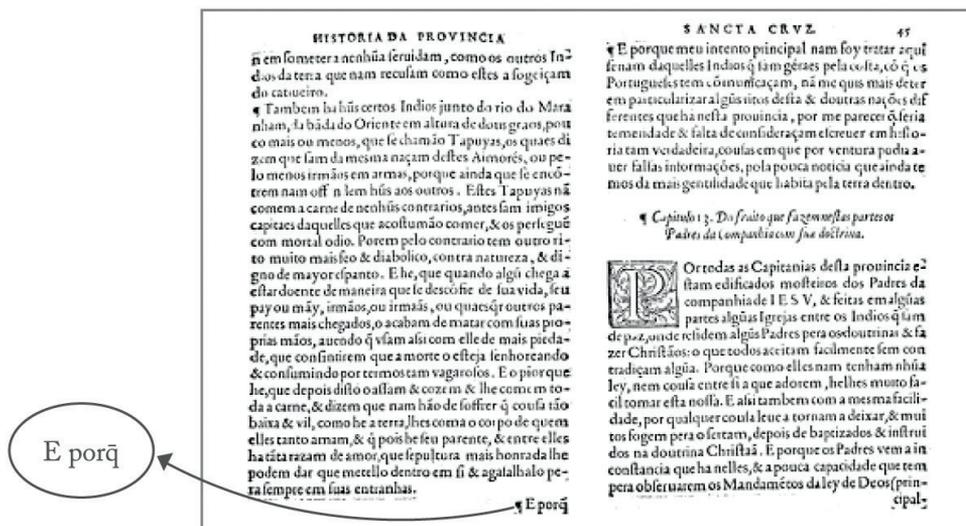 HISTORIA DA PROVINCIA
ñ em ſometer a nenhũa ſeruidam, como os outros In-
dios da terra que nam recuſam como eſtes a ſogeiçam
do catiueiro.
¶ Tambem ha hũs certos Indios junto do rio do Mara
nham, da bãda do Oriente em altura de dous graos, pou
co mais ou menos, que ſe chamão Tapuyas, os quaes di
zem que ſam da meſma naçam deſtes Aimorés, ou pe-
lo menos irmãos em armas, porque ainda que ſe encõ-
trem nam offẽdem hũs aos outros. Eſtes Tapuyas nã
comem a carne de nenhũs contrarios, antes ſam imigos
capitaes daquelles que acoſtumão comer, & os perſeguẽ
com mortal odio. Porem pelo contrario tem outro ri-
to muito mais feo & diabolico, contra natureza, & di-
gno de mayor eſpanto. E he, que quando algũ chega a
eſtar doente de maneira que ſe deſcõfie de ſua vida, ſeu
pay ou mãy, irmãos, ou irmaãs, ou quaeſq̃r outros pa-
rentes mais chegados, o acabam de matar com ſuas pro-
prias mãos, auendo q̃ vſam aſsi com elle de mais pieda-
de, que conſintirem que a morte o eſteja ſenhoreando
& conſumindo por termos tam vagaroſos. E o pior que
he, que depois diſto o aſſam & cozem & lhe comem to-
da a carne, & dizem que nam hão de ſoffrer q̃ couſa tão
baixa & vil, como he a terra, lhes coma o corpo de quem
elles tanto amam, & q̃ pois he ſeu parente, & entre elles
ha tãta razam de amor, que ſepultura mais honrada lhe
podem dar que metello dentro em ſi & agaſalhalo pe-
ra ſempre em ſuas entranhas.
¶ E porq̃
E porq̄
SANCTA CRVZ. 45
¶ E porque meu intento principal nam foy tratar aqui
ſenam daquelles Indios q̃ ſam géraes pela coſta, cõ q̃ os
Portugueſes tem cõmunicaçam, nã me quis mais deter
em particularizar algũs ritos deſta & doutras nações dif
ferentes que ha neſta prouincia, por me parecer q̃ ſeria
temeridade & falta de conſideraçam eſcreuer em hiſto-
ria tam verdadeira, couſas em que por ventura podia a-
uer falſas informações, pola pouca noticia que ainda te
mos da mais gentilidade que habita pela terra dentro.
¶ Capitulo 13. Do fruito que fazem neſtas partes os
Padres da Companhia com ſua doctrina.
POr todas as Capitanias deſta prouincia e-
ſtam edificados moſteiros dos Padres da
companhia de IESV, & feitas em algũas
partes algũas Igrejas entre os Indios q̃ ſam
de paz, onde reſidem algũs Padres pera os doutrinar & fa
zer Chriſtãos: o que todos aceitam facilmente ſem con
tradiçam algũa. Porque como elles nam tenham nhũa
ley, nem couſa entre ſi a que adorem, he lhes muito fa-
cil tomar eſta noſſa. E aſsi tambem com a meſma facili-
dade, por qualquer couſa leue a tornam a deixar, & mui
tos fogem pera o ſertam, depois de baptizados & inſtrui
dos na doutrina Chriſtaã. E porque os Padres vem a in
conſtancia que ha nelles, & a pouca capacidade que tem
pera obſeruarem os Mandamẽtos da ley de Deos (prin-
cipal-